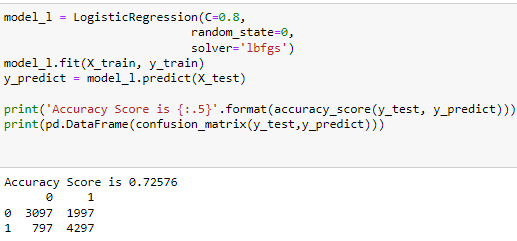 model_l = LogisticRegression(C=0.8,
                             random_state=0,
                             solver='lbfgs')
model_l.fit(X_train, y_train)
y_predict = model_l.predict(X_test)

print('Accuracy Score is {:.5}'.format(accuracy_score(y_test, y_predict)))
print(pd.DataFrame(confusion_matrix(y_test,y_predict)))

Accuracy Score is 0.72576
      0     1
0  3097  1997
1   797  4297